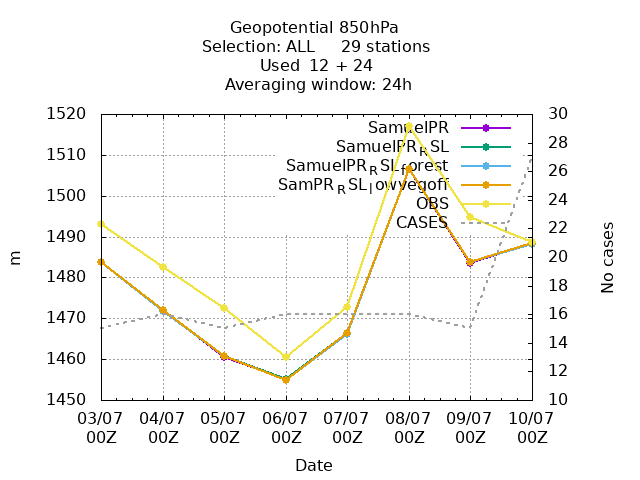 Geopotential 850hPa
Selection: ALL 29 stations
Used 12 + 24
Averaging window: 24h
1520
1510
1500
1490
1480
1470
1460
1450
m
30
28
26
24
22
20
18
16
14
12
10
No cases
SamuelPR
SamuelPR_RSL
SamuelPR_RSL_forest
SamPR_RSL_lowvegoff
OBS
CASES
03/07 04/07 05/07 06/07 07/07 08/07 09/07 10/07
00Z 00Z 00Z 00Z 00Z 00Z 00Z 00Z
Date